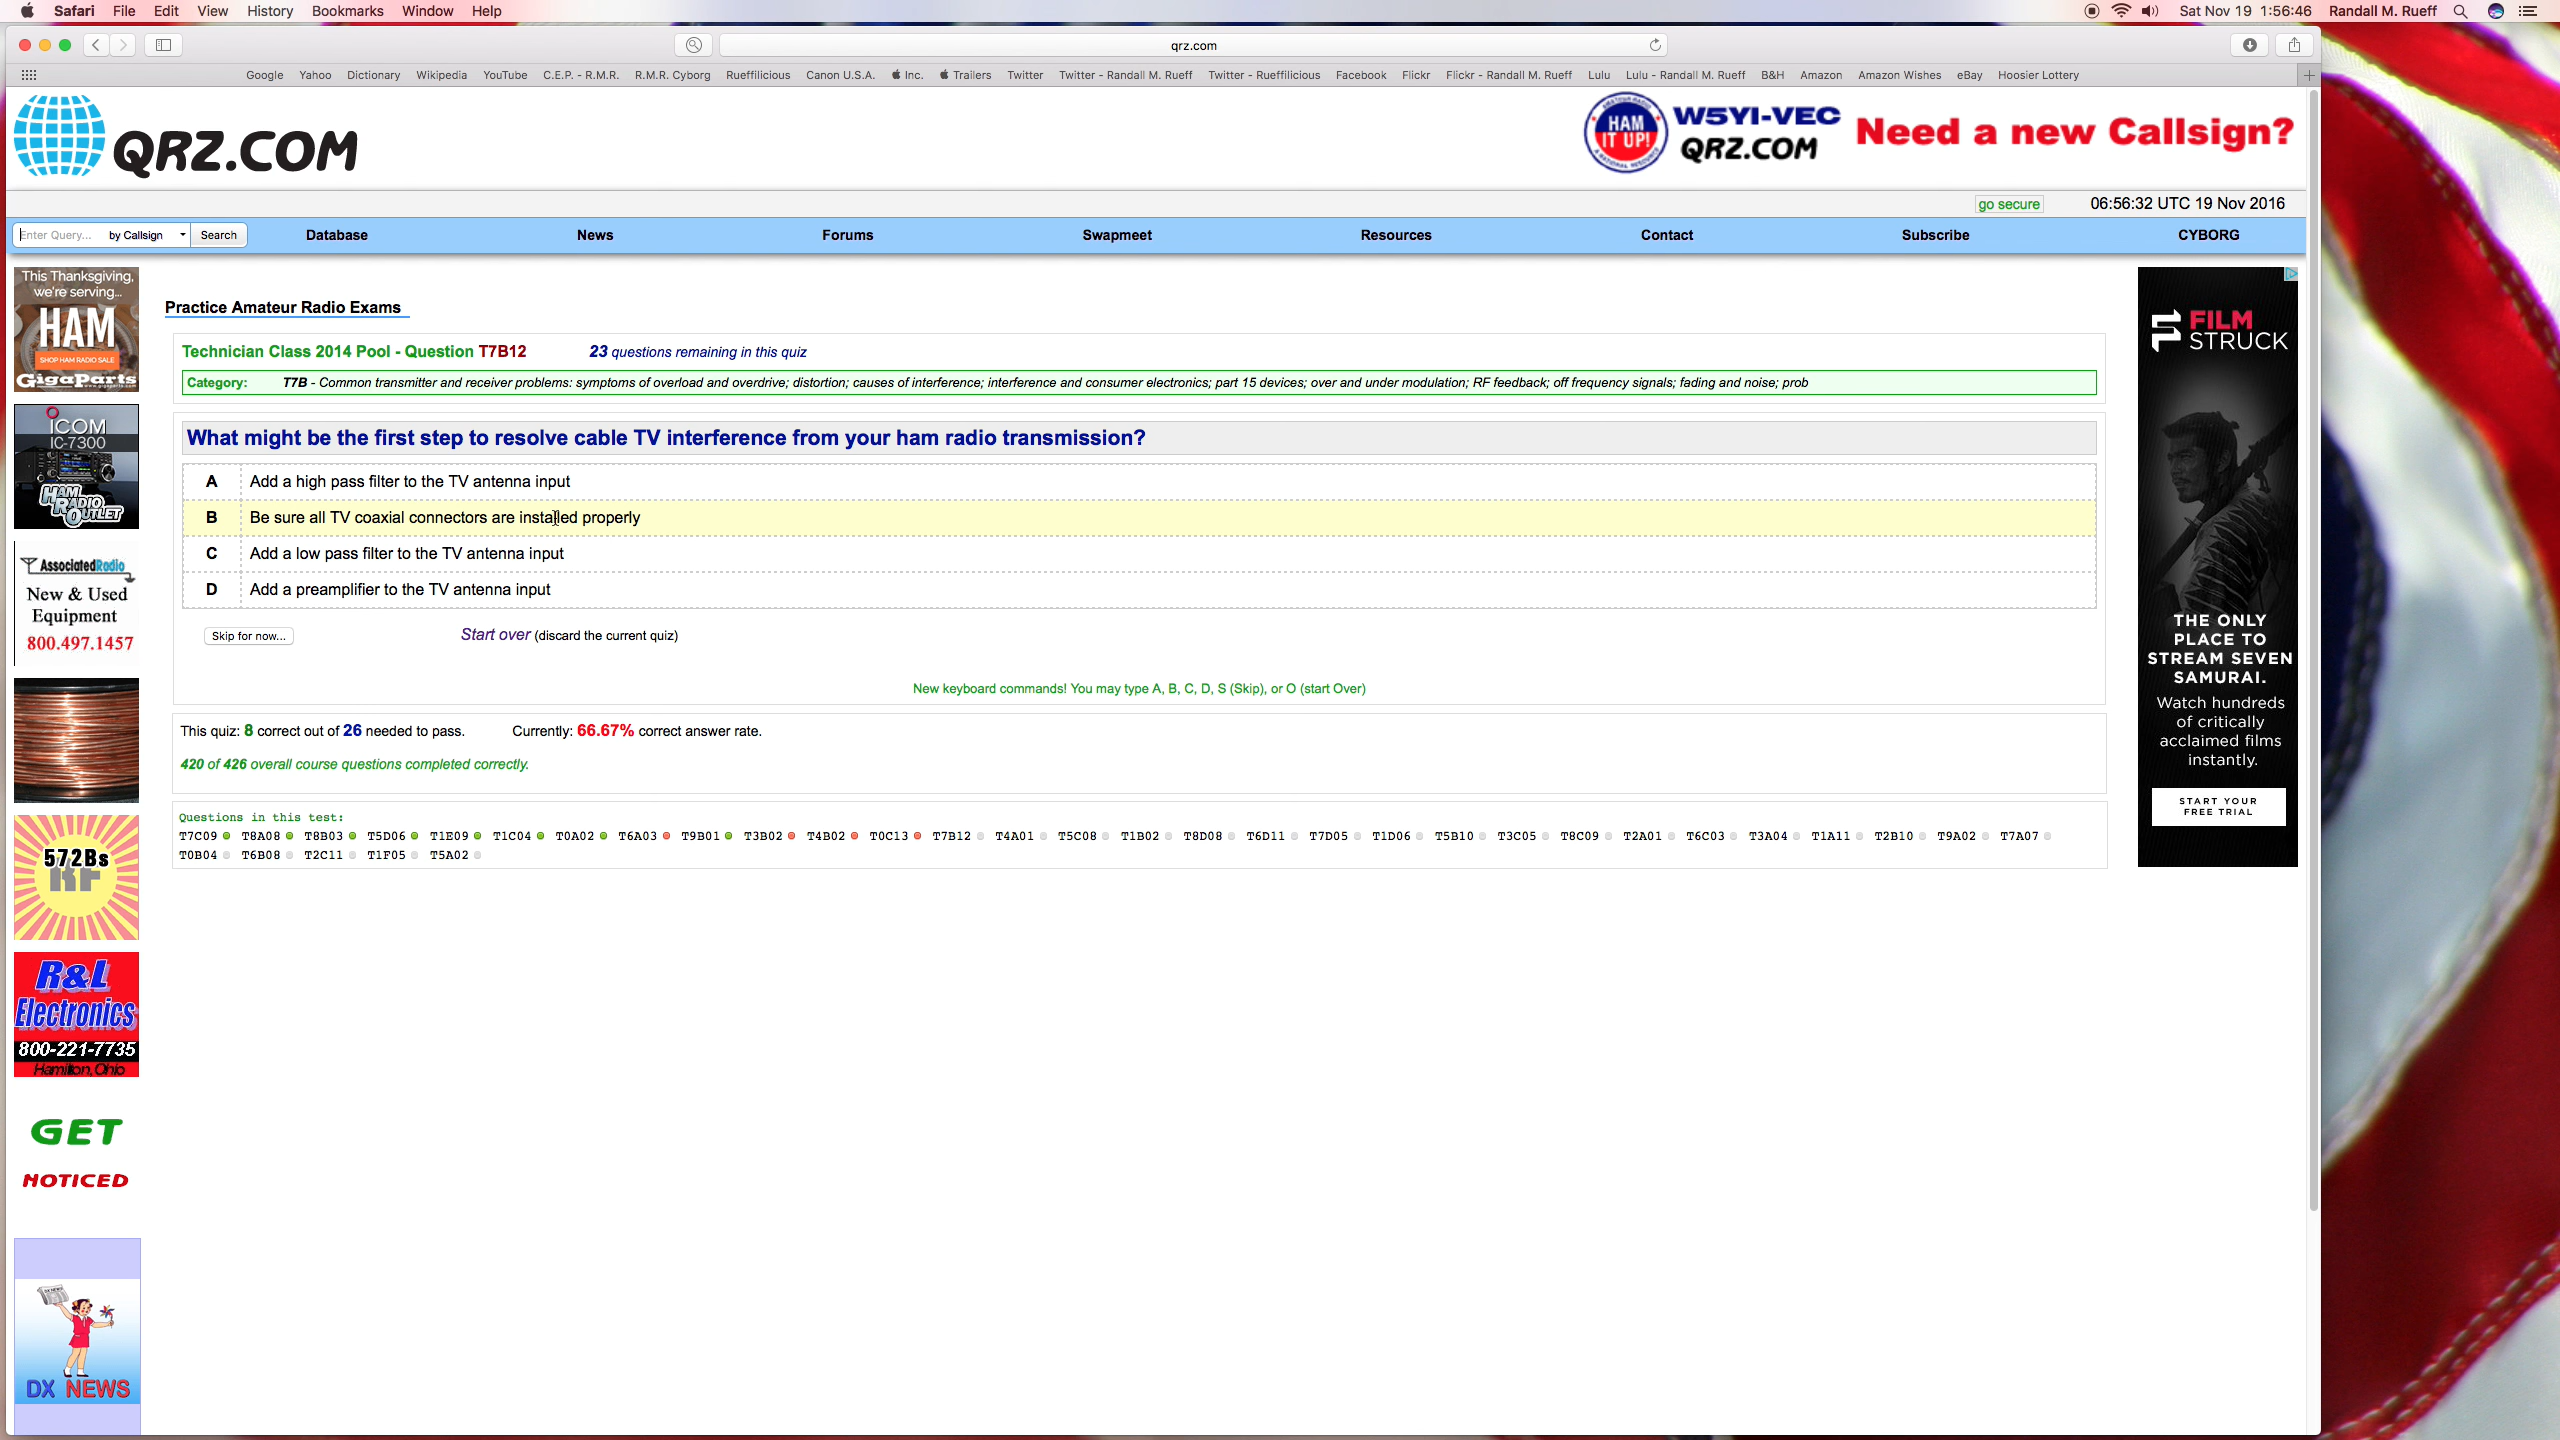 Safari File Edit View History Bookmarks Window Help
Sat Nov 19 1:56:46 Randall M. Rueff
qrz.com
Google Yahoo Dictionary Wikipedia YouTube C.E.P. - R.M.R. R.M.R. Cyborg Rueffilicious Canon U.S.A. Inc. Trailers Twitter Twitter - Randall M. Rueff Twitter - Rueffilicious Facebook Flickr Flickr - Randall M. Rueff Lulu Lulu - Randall M. Rueff B&H Amazon Amazon Wishes eBay Hoosier Lottery
QRZ.COM
HAM IT UP!
W5YI-VEC
QRZ.COM
Need a new Callsign?
go secure 06:56:32 UTC 19 Nov 2016
Enter Query... by Callsign Search Database News Forums Swapmeet Resources Contact Subscribe CYBORG
This Thanksgiving,
we're serving...
HAM
SHOP HAM RADIO SALE
GigaParts
ICOM
IC-7300
HAM RADIO OUTLET
AssociatedRadio
New & Used
Equipment
800.497.1457
572Bs
RF
R&L
Electronics
800-221-7735
Hamilton, Ohio
GET
NOTICED
DX NEWS
DX NEWS
Practice Amateur Radio Exams
Technician Class 2014 Pool - Question T7B12 23 questions remaining in this quiz
Category: T7B - Common transmitter and receiver problems: symptoms of overload and overdrive; distortion; causes of interference; interference and consumer electronics; part 15 devices; over and under modulation; RF feedback; off frequency signals; fading and noise; prob
What might be the first step to resolve cable TV interference from your ham radio transmission?
A Add a high pass filter to the TV antenna input
B Be sure all TV coaxial connectors are installed properly
C Add a low pass filter to the TV antenna input
D Add a preamplifier to the TV antenna input
Skip for now... Start over (discard the current quiz)
New keyboard commands! You may type A, B, C, D, S (Skip), or O (start Over)
This quiz: 8 correct out of 26 needed to pass. Currently: 66.67% correct answer rate.
420 of 426 overall course questions completed correctly.
Questions in this test:
T7C09 T8A08 T8B03 T5D06 T1E09 T1C04 T0A02 T6A03 T9B01 T3B02 T4B02 T0C13 T7B12 T4A01 T5C08 T1B02 T8D08 T6D11 T7D05 T1D06 T5B10 T3C05 T8C09 T2A01 T6C03 T3A04 T1A11 T2B10 T9A02 T7A07
T0B04 T6B08 T2C11 T1F05 T5A02
FILM
STRUCK
THE ONLY
PLACE TO
STREAM SEVEN
SAMURAI.
Watch hundreds
of critically
acclaimed films
instantly.
START YOUR
FREE TRIAL